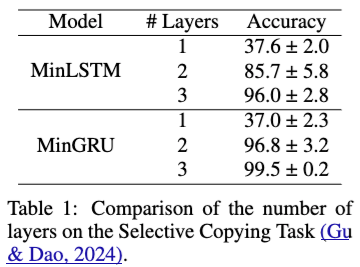 Model # Layers Accuracy
1 37.6 ± 2.0
MinLSTM 2 85.7 ± 5.8
3 96.0 ± 2.8
1 37.0 ± 2.3
MinGRU 2 96.8 ± 3.2
3 99.5 ± 0.2
Table 1: Comparison of the number of
layers on the Selective Copying Task (Gu
& Dao, 2024).